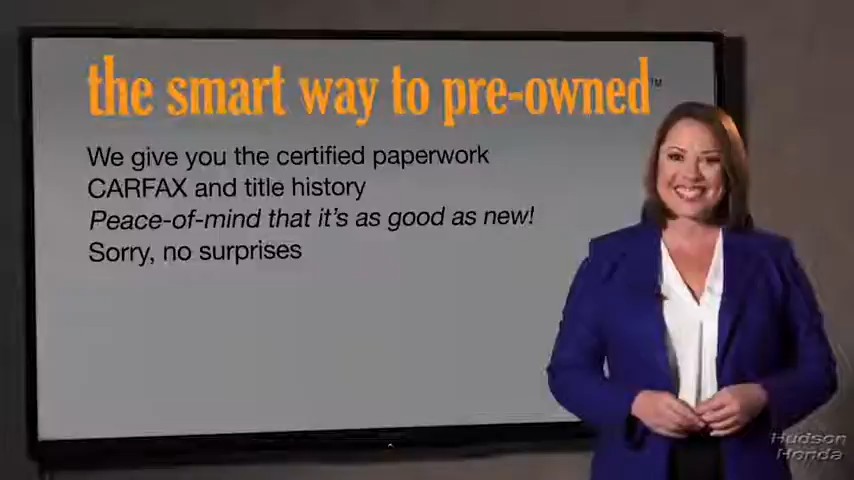 the smart way to pre-owned™
We give you the certified paperwork
CARFAX and title history
Peace-of-mind that it's as good as new!
Sorry, no surprises
Hudson
Honda